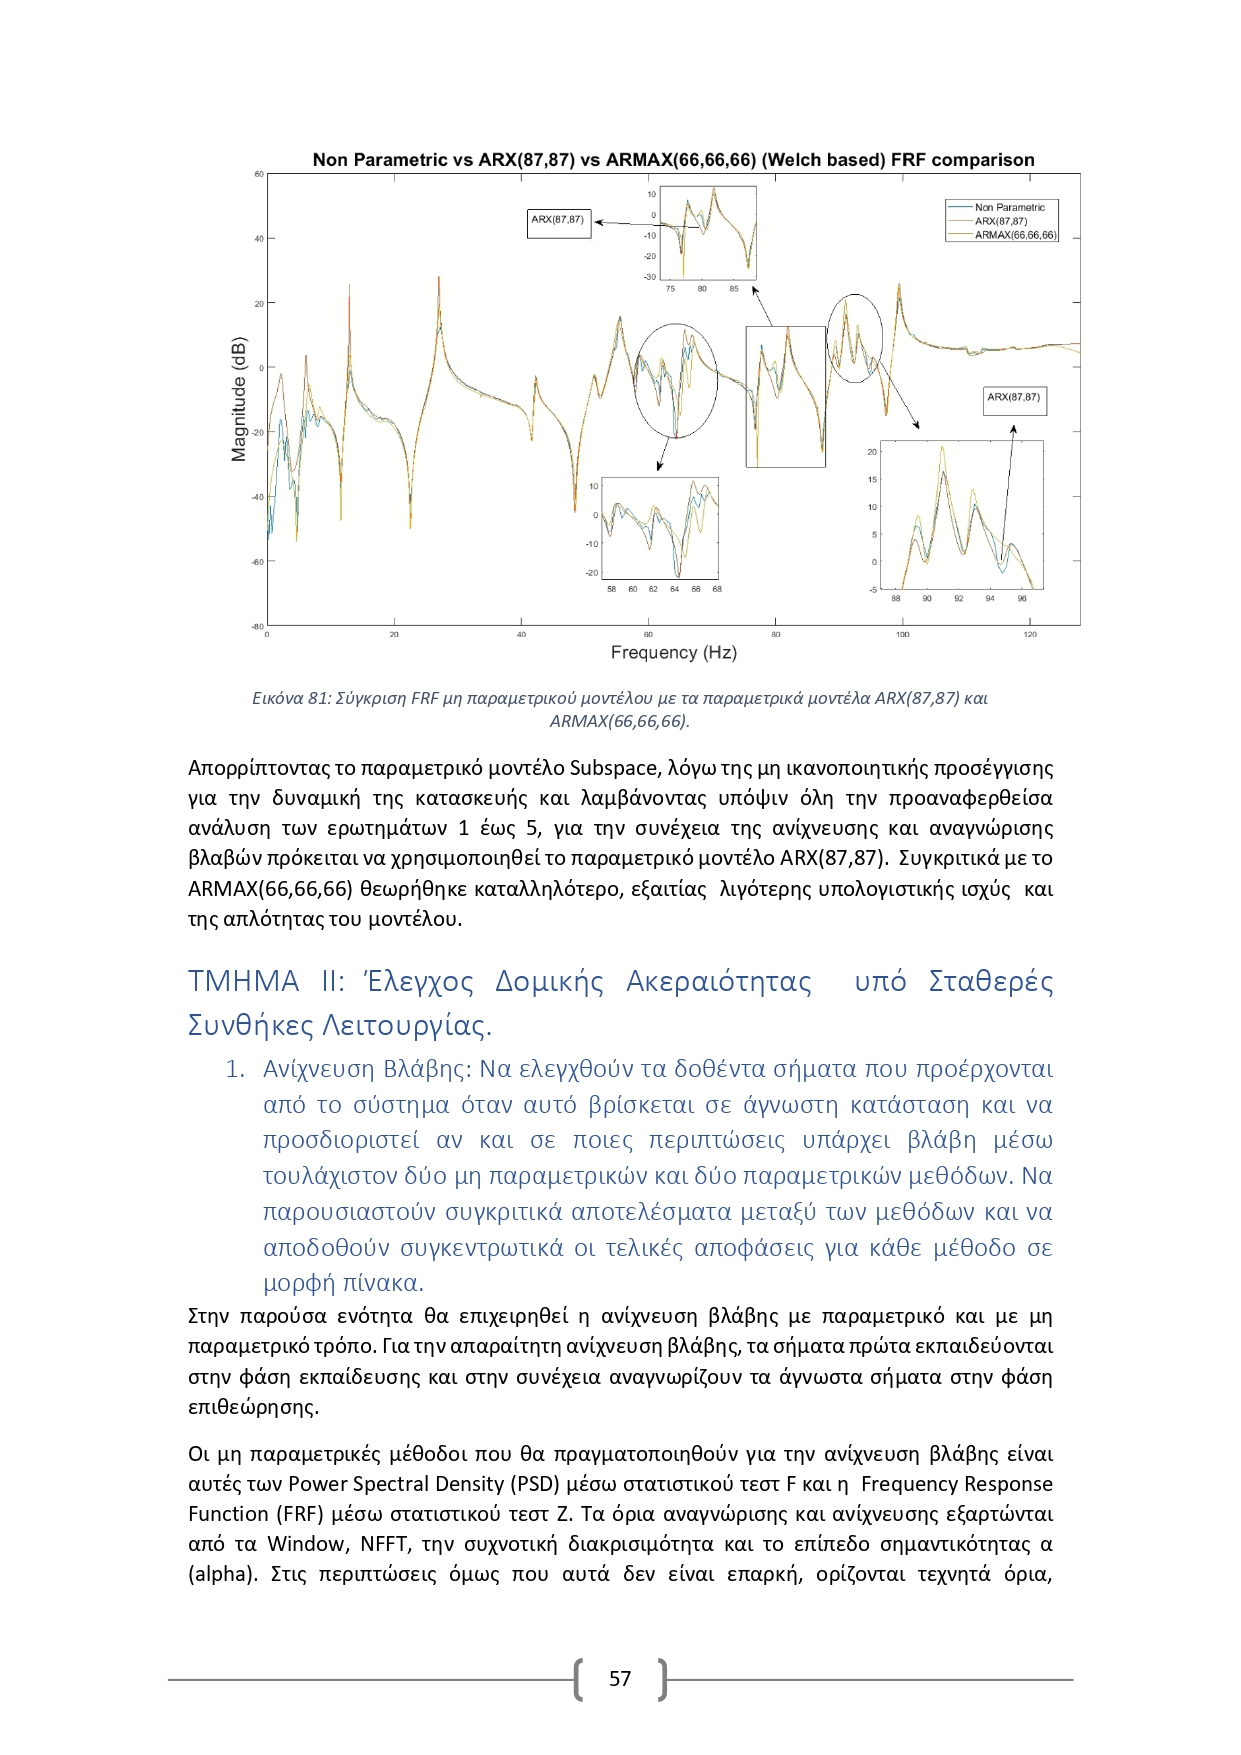 Non Parametric vs ARX(87,87) vs ARMAX(66,66,66) (Welch based) FRF comparison
60
40
20
0
-20
-40
-60
-80
Magnitude (dB)
0 20 40 60 80 100 120
Frequency (Hz)
Non Parametric
ARX(87,87)
ARMAX(66,66,66)
ARX(87,87)
10
0
-10
-20
-30
75 80 85
10
0
-10
-20
58 60 62 64 66 68
ARX(87,87)
20
15
10
5
0
-5
88 90 92 94 96
Εικόνα 81: Σύγκριση FRF μη παραμετρικού μοντέλου με τα παραμετρικά μοντέλα ARX(87,87) και
ARMAX(66,66,66).
Απορρίπτοντας το παραμετρικό μοντέλο Subspace, λόγω της μη ικανοποιητικής προσέγγισης
για την δυναμική της κατασκευής και λαμβάνοντας υπόψιν όλη την προαναφερθείσα
ανάλυση των ερωτημάτων 1 έως 5, για την συνέχεια της ανίχνευσης και αναγνώρισης
βλαβών πρόκειται να χρησιμοποιηθεί το παραμετρικό μοντέλο ARX(87,87). Συγκριτικά με το
ARMAX(66,66,66) θεωρήθηκε καταλληλότερο, εξαιτίας λιγότερης υπολογιστικής ισχύς και
της απλότητας του μοντέλου.
ΤΜΗΜΑ ΙΙ: Έλεγχος Δομικής Ακεραιότητας υπό Σταθερές
Συνθήκες Λειτουργίας.
1. Ανίχνευση Βλάβης: Να ελεγχθούν τα δοθέντα σήματα που προέρχονται
από το σύστημα όταν αυτό βρίσκεται σε άγνωστη κατάσταση και να
προσδιοριστεί αν και σε ποιες περιπτώσεις υπάρχει βλάβη μέσω
τουλάχιστον δύο μη παραμετρικών και δύο παραμετρικών μεθόδων. Να
παρουσιαστούν συγκριτικά αποτελέσματα μεταξύ των μεθόδων και να
αποδοθούν συγκεντρωτικά οι τελικές αποφάσεις για κάθε μέθοδο σε
μορφή πίνακα.
Στην παρούσα ενότητα θα επιχειρηθεί η ανίχνευση βλάβης με παραμετρικό και με μη
παραμετρικό τρόπο. Για την απαραίτητη ανίχνευση βλάβης, τα σήματα πρώτα εκπαιδεύονται
στην φάση εκπαίδευσης και στην συνέχεια αναγνωρίζουν τα άγνωστα σήματα στην φάση
επιθεώρησης.
Οι μη παραμετρικές μέθοδοι που θα πραγματοποιηθούν για την ανίχνευση βλάβης είναι
αυτές των Power Spectral Density (PSD) μέσω στατιστικού τεστ F και η Frequency Response
Function (FRF) μέσω στατιστικού τεστ Z. Τα όρια αναγνώρισης και ανίχνευσης εξαρτώνται
από τα Window, NFFT, την συχνοτική διακρισιμότητα και το επίπεδο σημαντικότητας α
(alpha). Στις περιπτώσεις όμως που αυτά δεν είναι επαρκή, ορίζονται τεχνητά όρια,
57